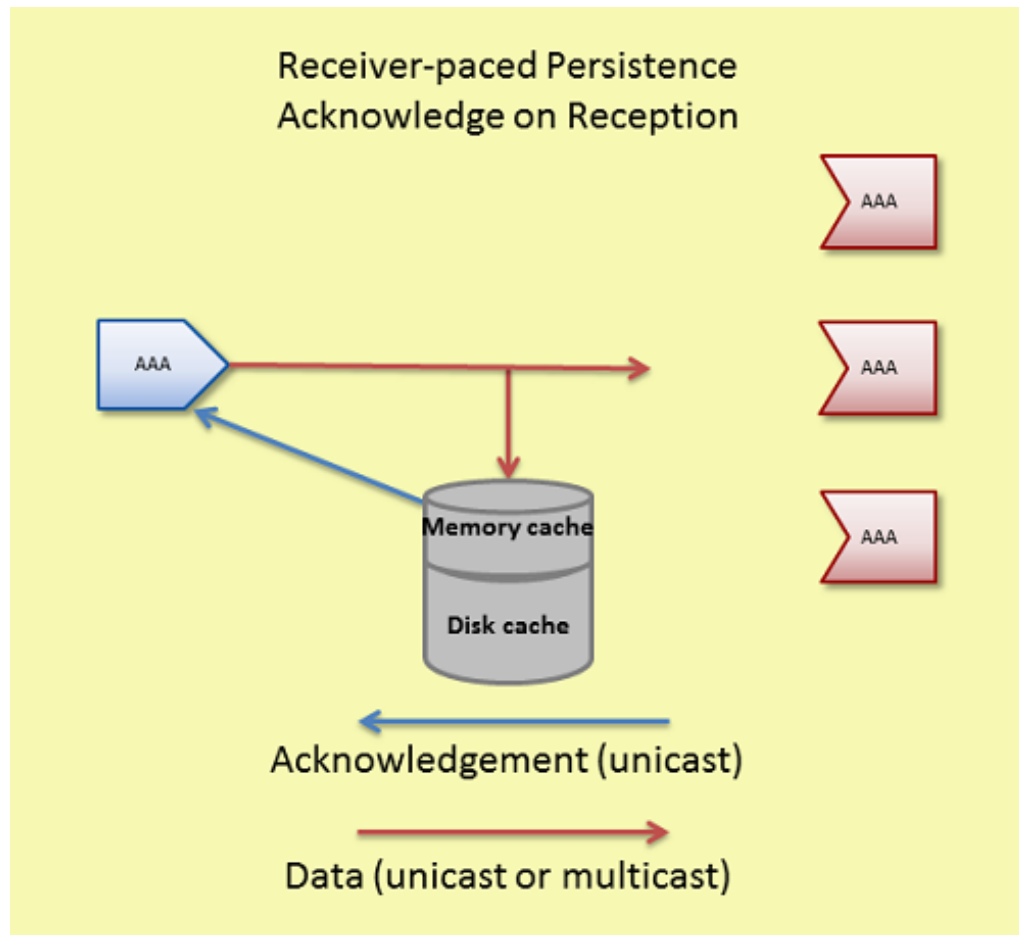 Receiver-paced Persistence
Acknowledge on Reception
AAA
AAA
AAA
AAA
Memory cache
Disk cache
Acknowledgement (unicast)
Data (unicast or multicast)